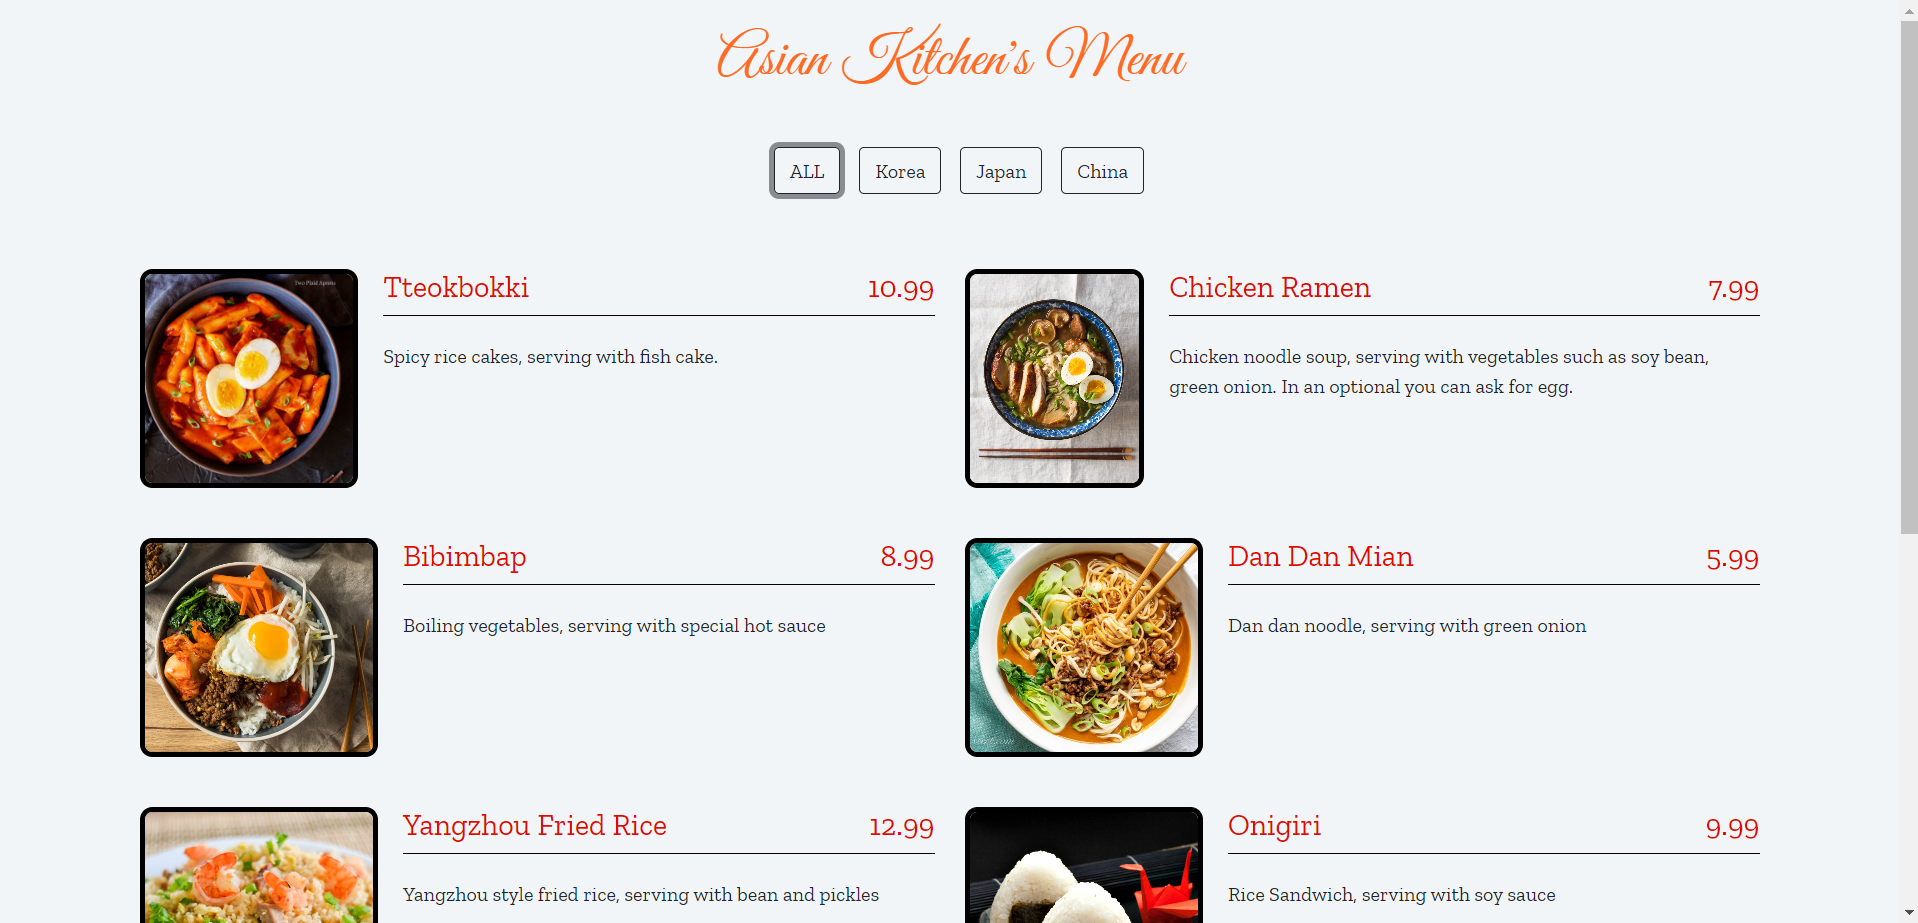 Asian Kitchen's Menu
ALL
Korea
Japan
China
Two Plaid Aprons
Tteokbokki 10.99
Spicy rice cakes, serving with fish cake.
Chicken Ramen 7.99
Chicken noodle soup, serving with vegetables such as soy bean,
green onion. In an optional you can ask for egg.
Bibimbap 8.99
Boiling vegetables, serving with special hot sauce
Dan Dan Mian 5.99
Dan dan noodle, serving with green onion
Yangzhou Fried Rice 12.99
Yangzhou style fried rice, serving with bean and pickles
Onigiri 9.99
Rice Sandwich, serving with soy sauce